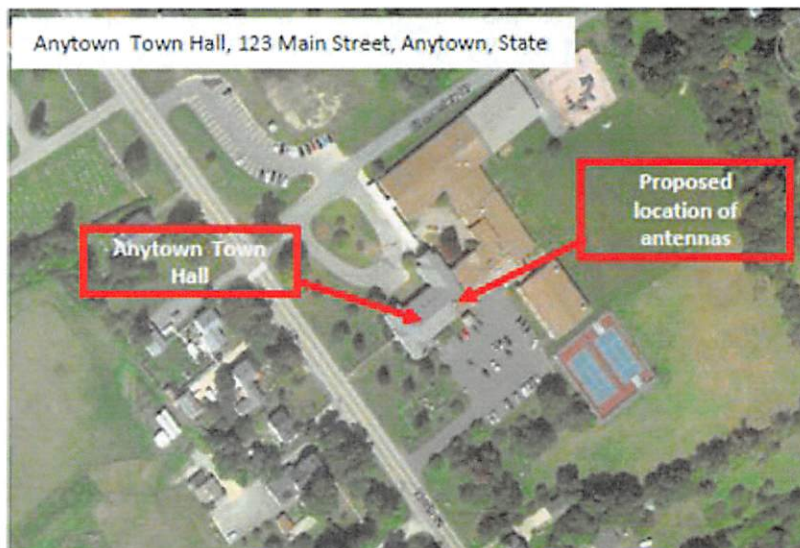 Anytown Town Hall, 123 Main Street, Anytown, State
Proposed
location of
antennas
Anytown Town
Hall